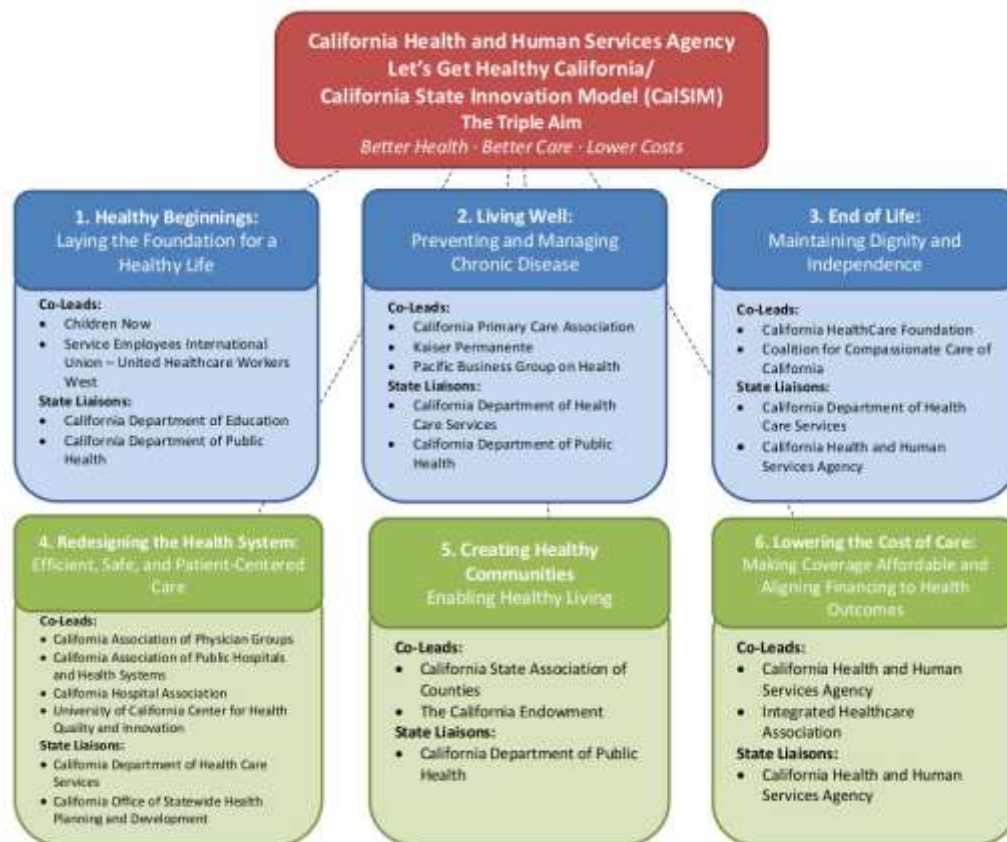 California Health and Human Services Agency
Let's Get Healthy California/
California State Innovation Model (CalSIM)
The Triple Aim
Better Health · Better Care · Lower Costs
1. Healthy Beginnings:
Laying the Foundation for a
Healthy Life
Co-Leads:
• Children Now
• Service Employees International
Union – United Healthcare Workers
West
State Liaisons:
• California Department of Education
• California Department of Public
Health
2. Living Well:
Preventing and Managing
Chronic Disease
Co-Leads:
• California Primary Care Association
• Kaiser Permanente
• Pacific Business Group on Health
State Liaisons:
• California Department of Health
Care Services
• California Department of Public
Health
3. End of Life:
Maintaining Dignity and
Independence
Co-Leads:
• California HealthCare Foundation
• Coalition for Compassionate Care of
California
State Liaisons:
• California Department of Health
Care Services
• California Health and Human
Services Agency
4. Redesigning the Health System:
Efficient, Safe, and Patient-Centered
Care
Co-Leads:
• California Association of Physician Groups
• California Association of Public Hospitals
and Health Systems
• California Hospital Association
• University of California Center for Health
Quality and Innovation
State Liaisons:
• California Department of Health Care
Services
• California Office of Statewide Health
Planning and Development
5. Creating Healthy
Communities
Enabling Healthy Living
Co-Leads:
• California State Association of
Counties
• The California Endowment
State Liaisons:
• California Department of Public
Health
6. Lowering the Cost of Care:
Making Coverage Affordable and
Aligning Financing to Health
Outcomes
Co-Leads:
• California Health and Human
Services Agency
• Integrated Healthcare
Association
State Liaisons:
• California Health and Human
Services Agency